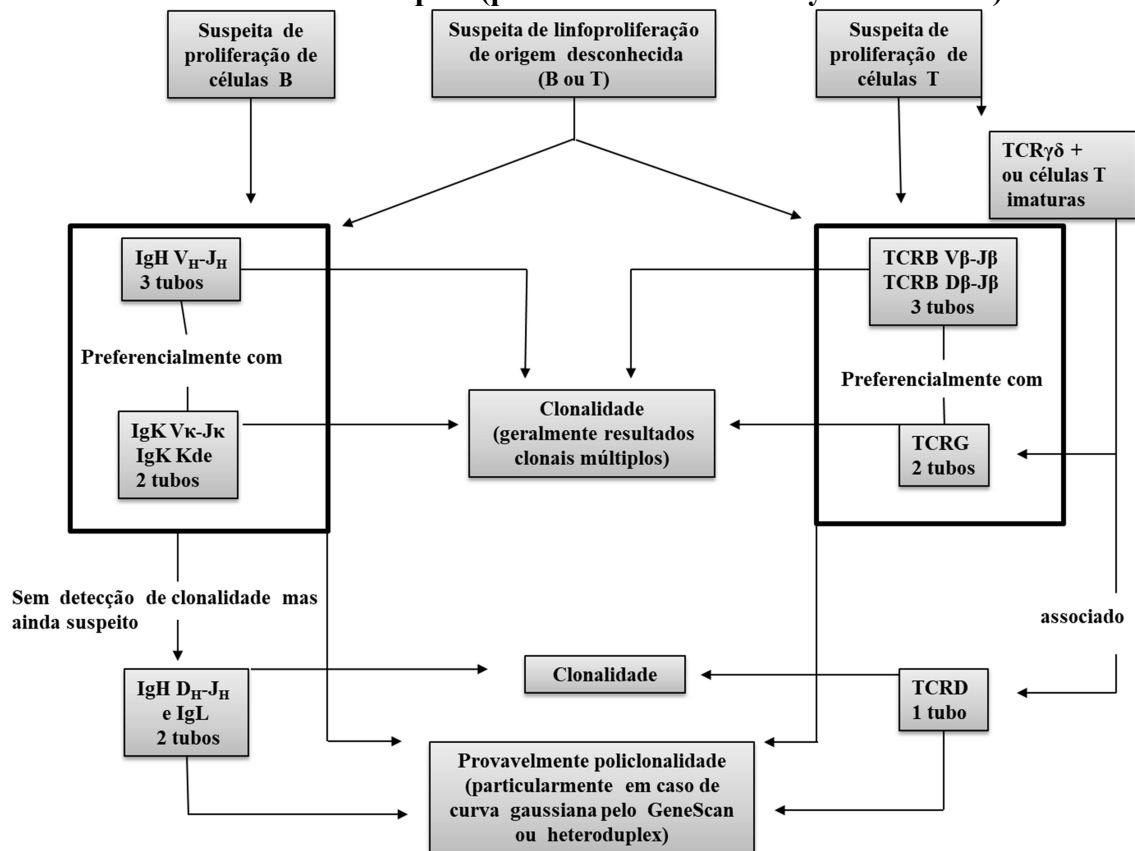 Suspeita de
proliferação de
células B
Suspeita de linfoproliferação
de origem desconhecida
(B ou T)
Suspeita de
proliferação de
células T
TCRγδ +
ou células T
imaturas
IgH VH-JH
3 tubos
Preferencialmente com
IgK Vκ-Jκ
IgK Kde
2 tubos
TCRB Vβ-Jβ
TCRB Dβ-Jβ
3 tubos
Preferencialmente com
TCRG
2 tubos
Clonalidade
(geralmente resultados
clonais múltiplos)
Sem detecção de clonalidade mas
ainda suspeito
associado
IgH DH-JH
e IgL
2 tubos
Clonalidade
TCRD
1 tubo
Provavelmente policlonalidade
(particularmente em caso de
curva gaussiana pelo GeneScan
ou heteroduplex)